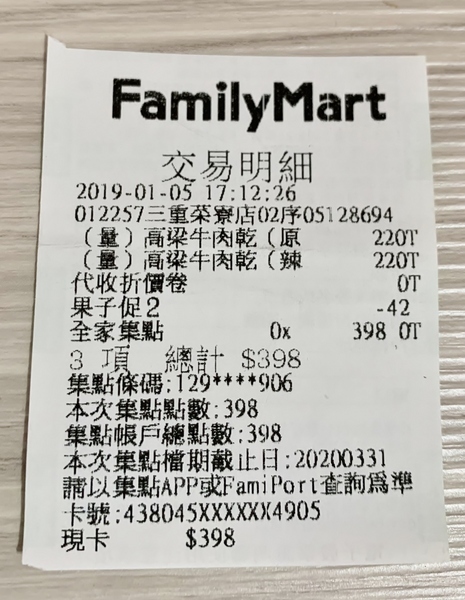 FamilyMart
交易明細
2019-01-05 17:12:26
012257三重菜寮店02序05128694
(量)高梁牛肉乾(原 220T
(量)高梁牛肉乾(辣 220T
代收折價卷 0T
果子促2 -42
全家集點 0x 398 0T
3 項 總計 $398
集點條碼:129****906
本次集點點數:398
集點帳戶總點數:398
本次集點檔期截止日:20200331
請以集點APP或FamiPort查詢為準
卡號:438045XXXXXX4905
現卡 $398